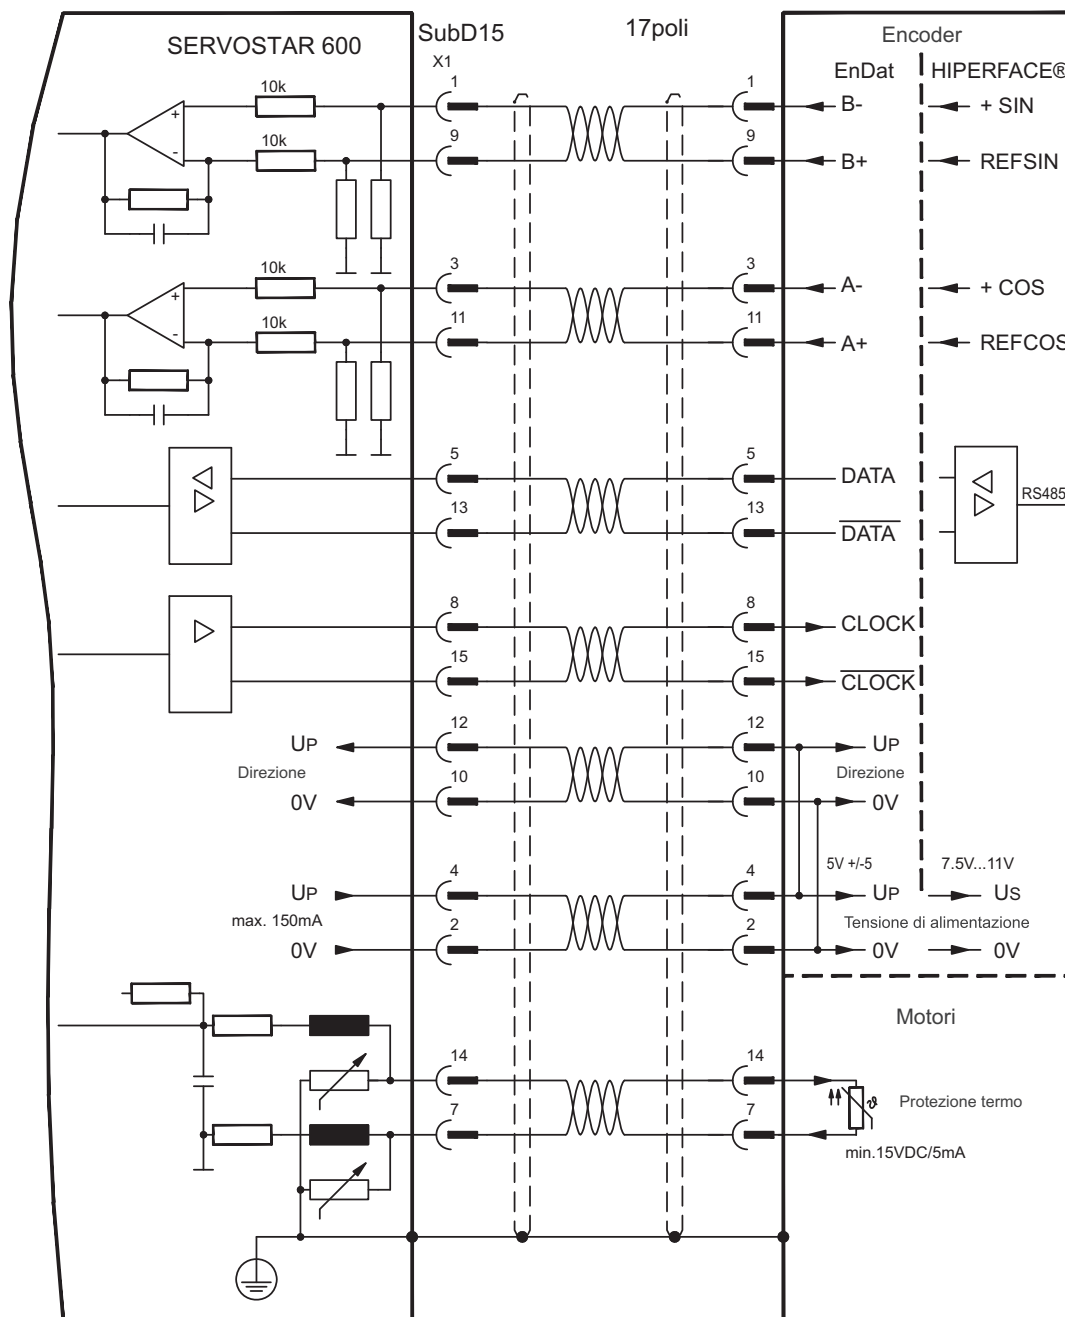 SERVOSTAR 600
SubD15
17poli
Encoder
X1
EnDat
HIPERFACE®
10k
1
1
B-
+ SIN
+
-
10k
9
9
B+
REFSIN
10k
3
3
A-
+ COS
+
-
10k
11
11
A+
REFCOS
5
5
DATA
RS485
13
13
DATA
8
8
CLOCK
15
15
CLOCK
UP
12
12
UP
Direzione
Direzione
0V
10
10
0V
5V +/-5
7.5V...11V
UP
4
4
UP
US
max. 150mA
Tensione di alimentazione
0V
2
2
0V
0V
Motori
14
14
ϑ
Protezione termo
7
7
min.15VDC/5mA